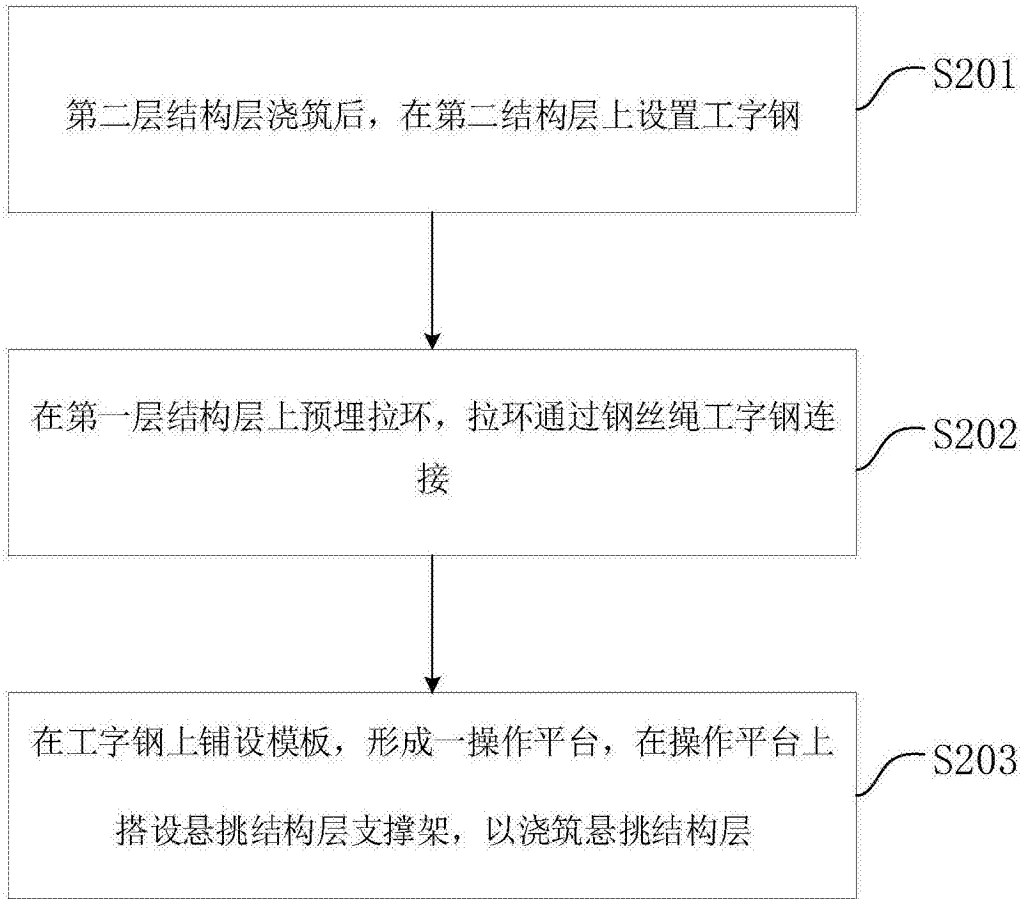 第二层结构层浇筑后，在第二结构层上设置工字钢
S201
在第一层结构层上预埋拉环，拉环通过钢丝绳工字钢连
接
S202
在工字钢上铺设模板，形成一操作平台，在操作平台上
搭设悬挑结构层支撑架，以浇筑悬挑结构层
S203